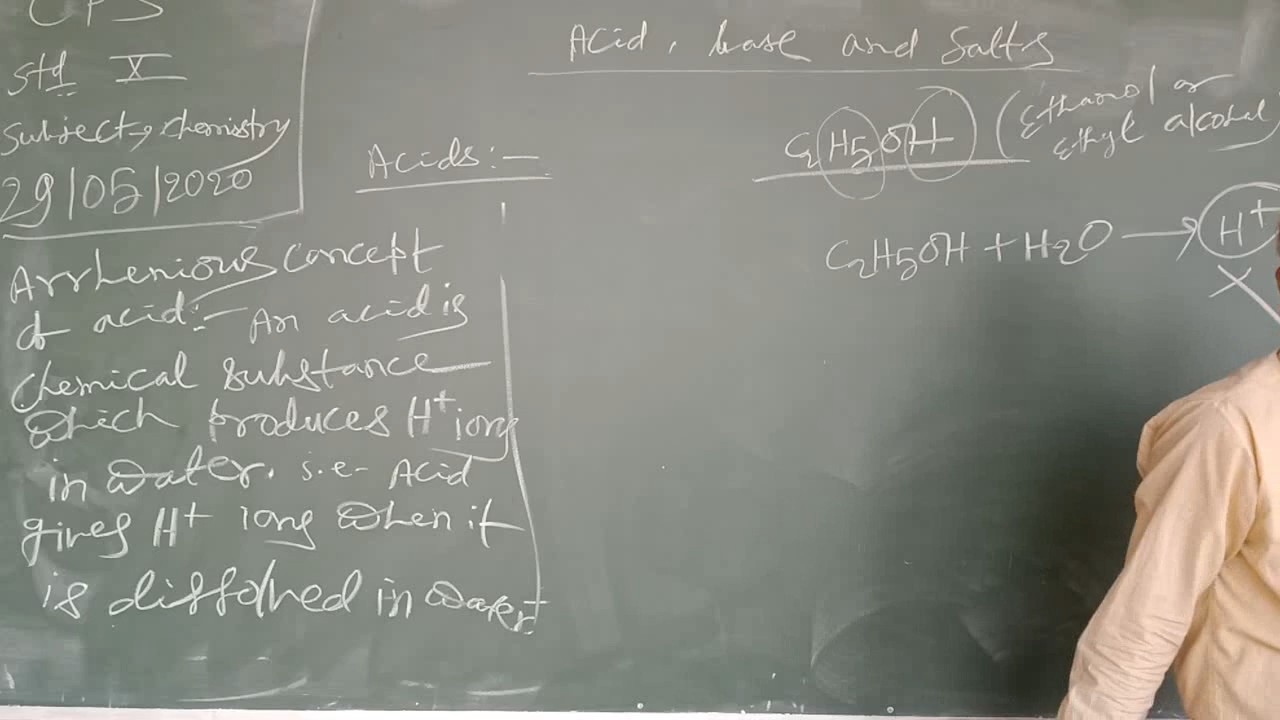 CPS
Std X
Subject → chemistry
29/05/2020
Acid, base and Salts
Acids:—
Arrhenious concept
of acid:— An acid is
chemical substance
which produces H+ ions
in water. i.e- Acid
gives H+ ions when it
is dissolved in water
C2H5OH (Ethanol or
Ethyl alcohol
C2H5OH + H2O → H+
X